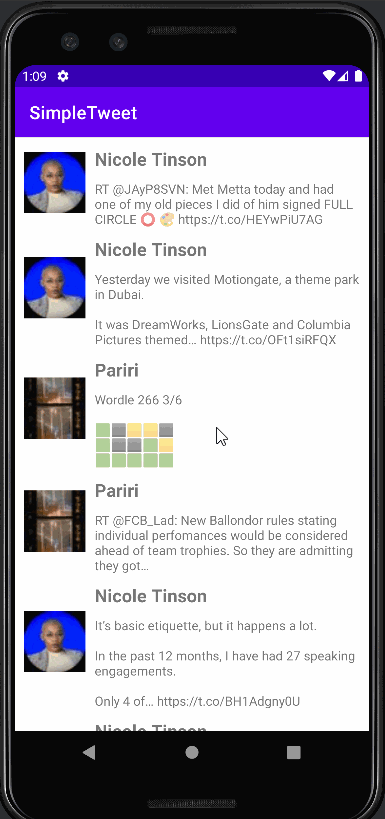 1:09
SimpleTweet
Nicole Tinson
RT @JAyP8SVN: Met Metta today and had
one of my old pieces I did of him signed FULL
CIRCLE ⭕ 🎨 https://t.co/HEYwPiU7AG
Nicole Tinson
Yesterday we visited Motiongate, a theme park
in Dubai.
It was DreamWorks, LionsGate and Columbia
Pictures themed… https://t.co/OFt1siRFQX
Pariri
Wordle 266 3/6
🟩⬛🟨🟨⬛
🟩⬛⬛🟩🟨
🟩🟩🟩🟩🟩
Pariri
RT @FCB_Lad: New Ballondor rules stating
individual perfomances would be considered
ahead of team trophies. So they are admitting
they got…
Nicole Tinson
It's basic etiquette, but it happens a lot.
In the past 12 months, I have had 27 speaking
engagements.
Only 4 of… https://t.co/BH1Adgny0U
Nicole Tinson